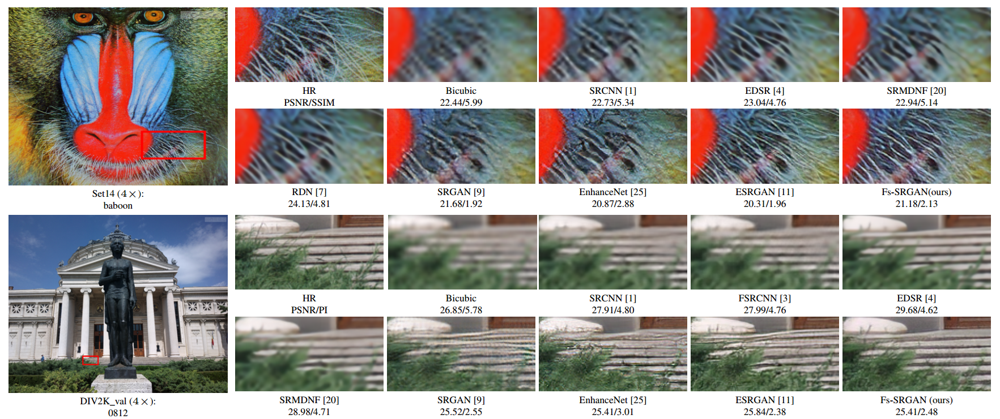 HR
PSNR/SSIM
Bicubic
22.44/5.99
SRCNN [1]
22.73/5.34
EDSR [4]
23.04/4.76
SRMDNF [20]
22.94/5.14
Set14 (4×):
baboon
RDN [7]
24.13/4.81
SRGAN [9]
21.68/1.92
EnhanceNet [25]
20.87/2.88
ESRGAN [11]
20.31/1.96
Fs-SRGAN(ours)
21.18/2.13
HR
PSNR/PI
Bicubic
26.85/5.78
SRCNN [1]
27.91/4.80
FSRCNN [3]
27.99/4.76
EDSR [4]
29.68/4.62
DIV2K_val (4×):
0812
SRMDNF [20]
28.98/4.71
SRGAN [9]
25.52/2.55
EnhanceNet [25]
25.41/3.01
ESRGAN [11]
25.84/2.38
Fs-SRGAN (ours)
25.41/2.48